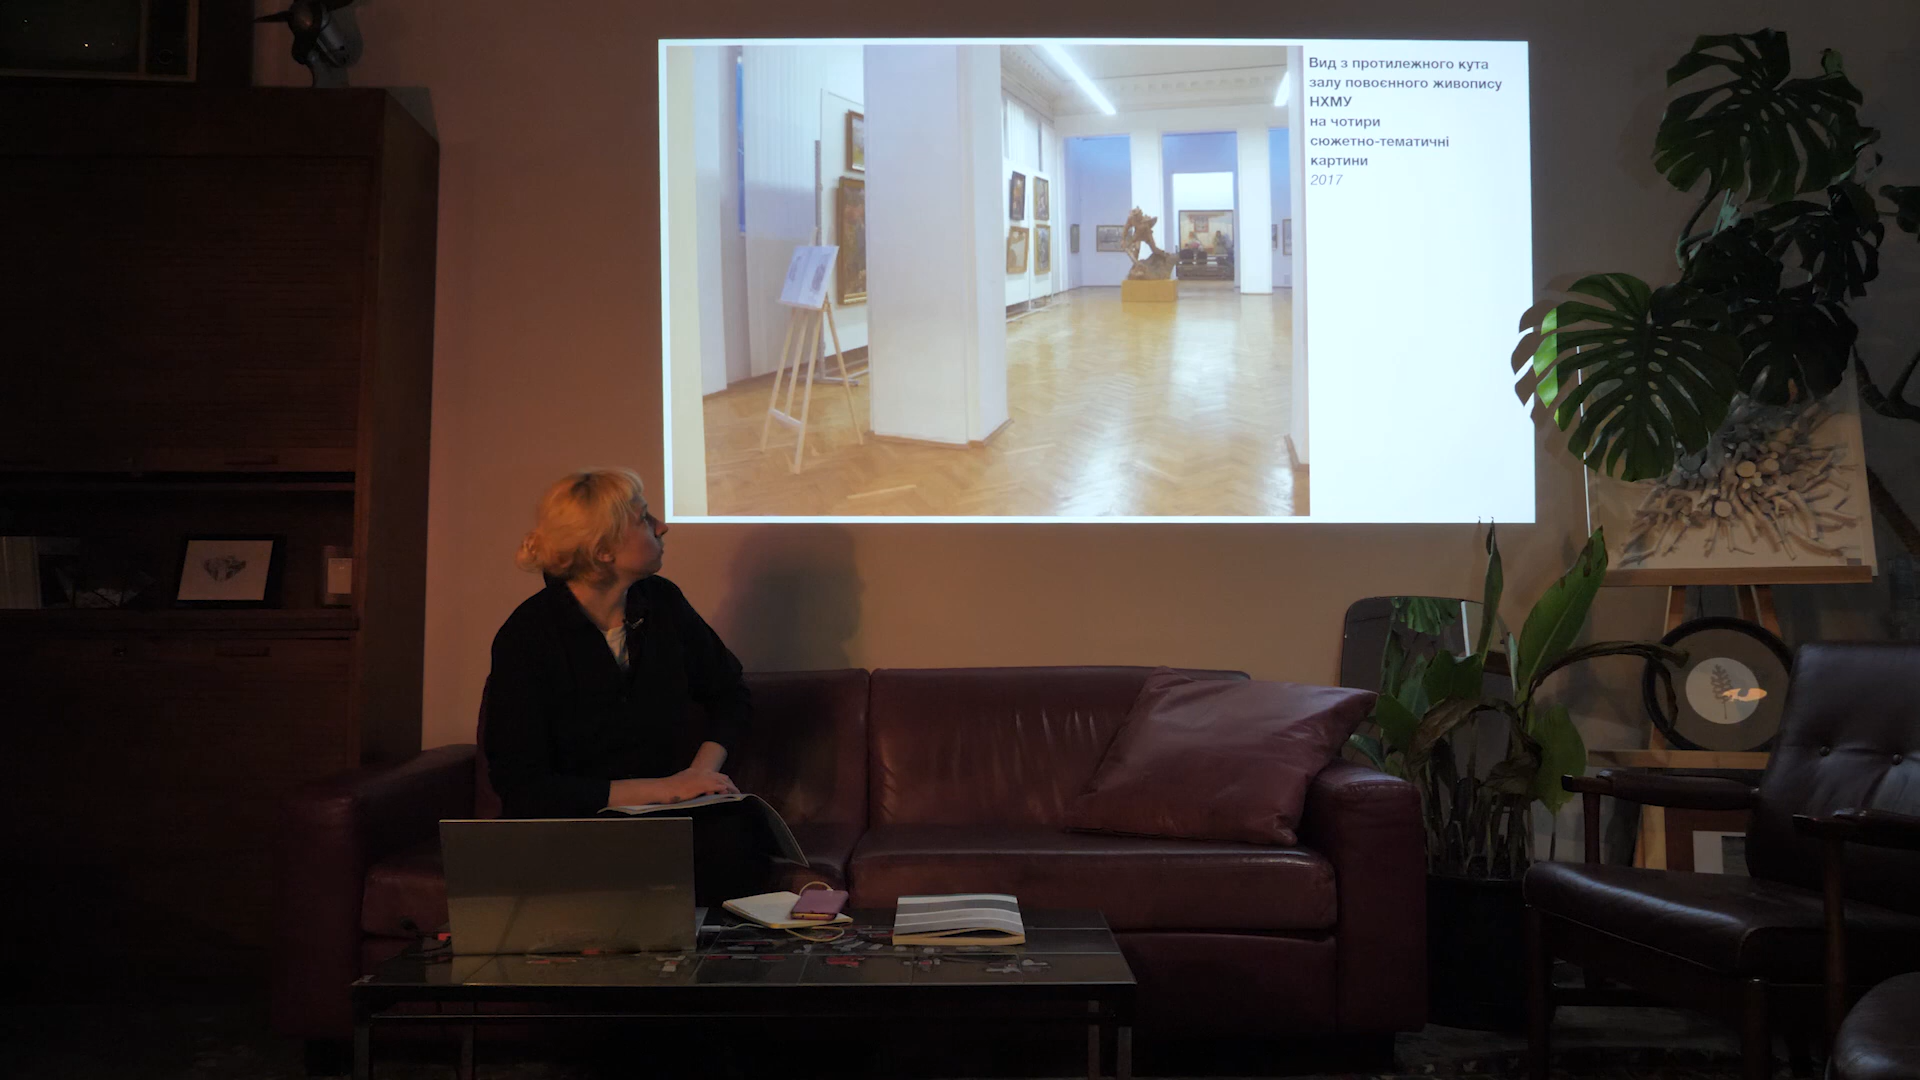 Вид з протилежного кута
залу повоєнного живопису
НХМУ
на чотири
сюжетно-тематичні
картини
2017